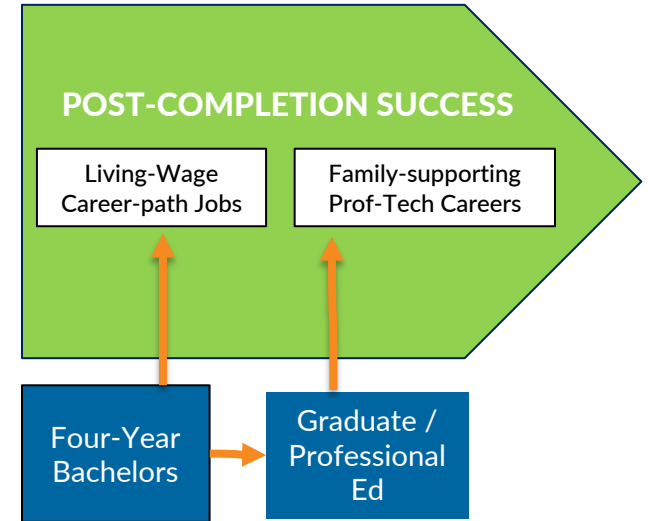 POST-COMPLETION SUCCESS
Living-Wage
Career-path Jobs
Family-supporting
Prof-Tech Careers
Four-Year
Bachelors
Graduate /
Professional
Ed